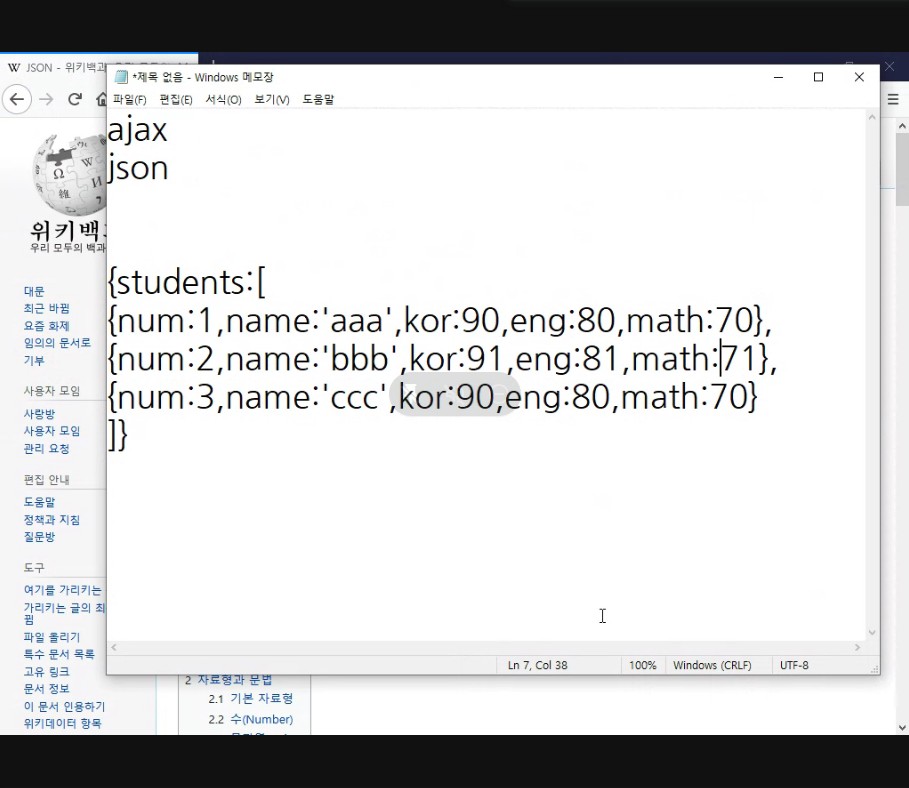 JSON - 위키백과
*제목 없음 - Windows 메모장
파일(F) 편집(E) 서식(O) 보기(V) 도움말
ajax
json
{students:[
{num:1,name:'aaa',kor:90,eng:80,math:70},
{num:2,name:'bbb',kor:91,eng:81,math:71},
{num:3,name:'ccc',kor:90,eng:80,math:70}
]}
Ln 7, Col 38
100%
Windows (CRLF)
UTF-8
위키백
우리 모두의 백과
대문
최근 바뀜
요즘 화제
임의의 문서로
기부
사용자 모임
사랑방
사용자 모임
관리 요청
편집 안내
도움말
정책과 지침
질문방
도구
여기를 가리키는
가리키는 글의 최
뀜
파일 올리기
특수 문서 목록
고유 링크
문서 정보
이 문서 인용하기
위키데이터 항목
2 자료형과 문법
2.1 기본 자료형
2.2 수(Number)